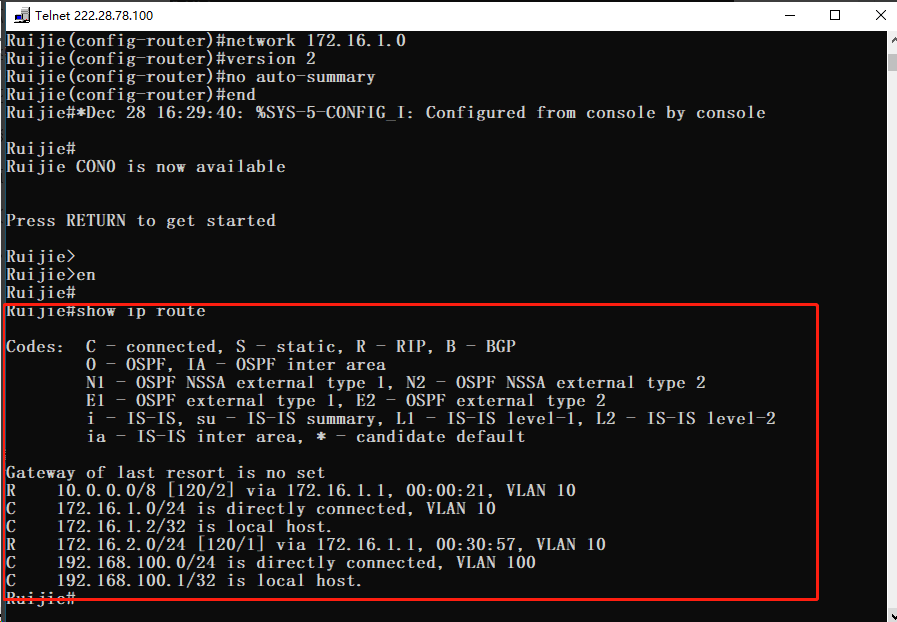 Telnet 222.28.78.100
Ruijie(config-router)#network 172.16.1.0
Ruijie(config-router)#version 2
Ruijie(config-router)#no auto-summary
Ruijie(config-router)#end
Ruijie#*Dec 28 16:29:40: %SYS-5-CONFIG_I: Configured from console by console
Ruijie#
Ruijie CON0 is now available
Press RETURN to get started
Ruijie>
Ruijie>en
Ruijie#
Ruijie#show ip route
Codes:  C - connected, S - static, R - RIP, B - BGP
        O - OSPF, IA - OSPF inter area
        N1 - OSPF NSSA external type 1, N2 - OSPF NSSA external type 2
        E1 - OSPF external type 1, E2 - OSPF external type 2
        i - IS-IS, su - IS-IS summary, L1 - IS-IS level-1, L2 - IS-IS level-2
        ia - IS-IS inter area, * - candidate default
Gateway of last resort is no set
R    10.0.0.0/8 [120/2] via 172.16.1.1, 00:00:21, VLAN 10
C    172.16.1.0/24 is directly connected, VLAN 10
C    172.16.1.2/32 is local host.
R    172.16.2.0/24 [120/1] via 172.16.1.1, 00:30:57, VLAN 10
C    192.168.100.0/24 is directly connected, VLAN 100
C    192.168.100.1/32 is local host.
Ruijie#